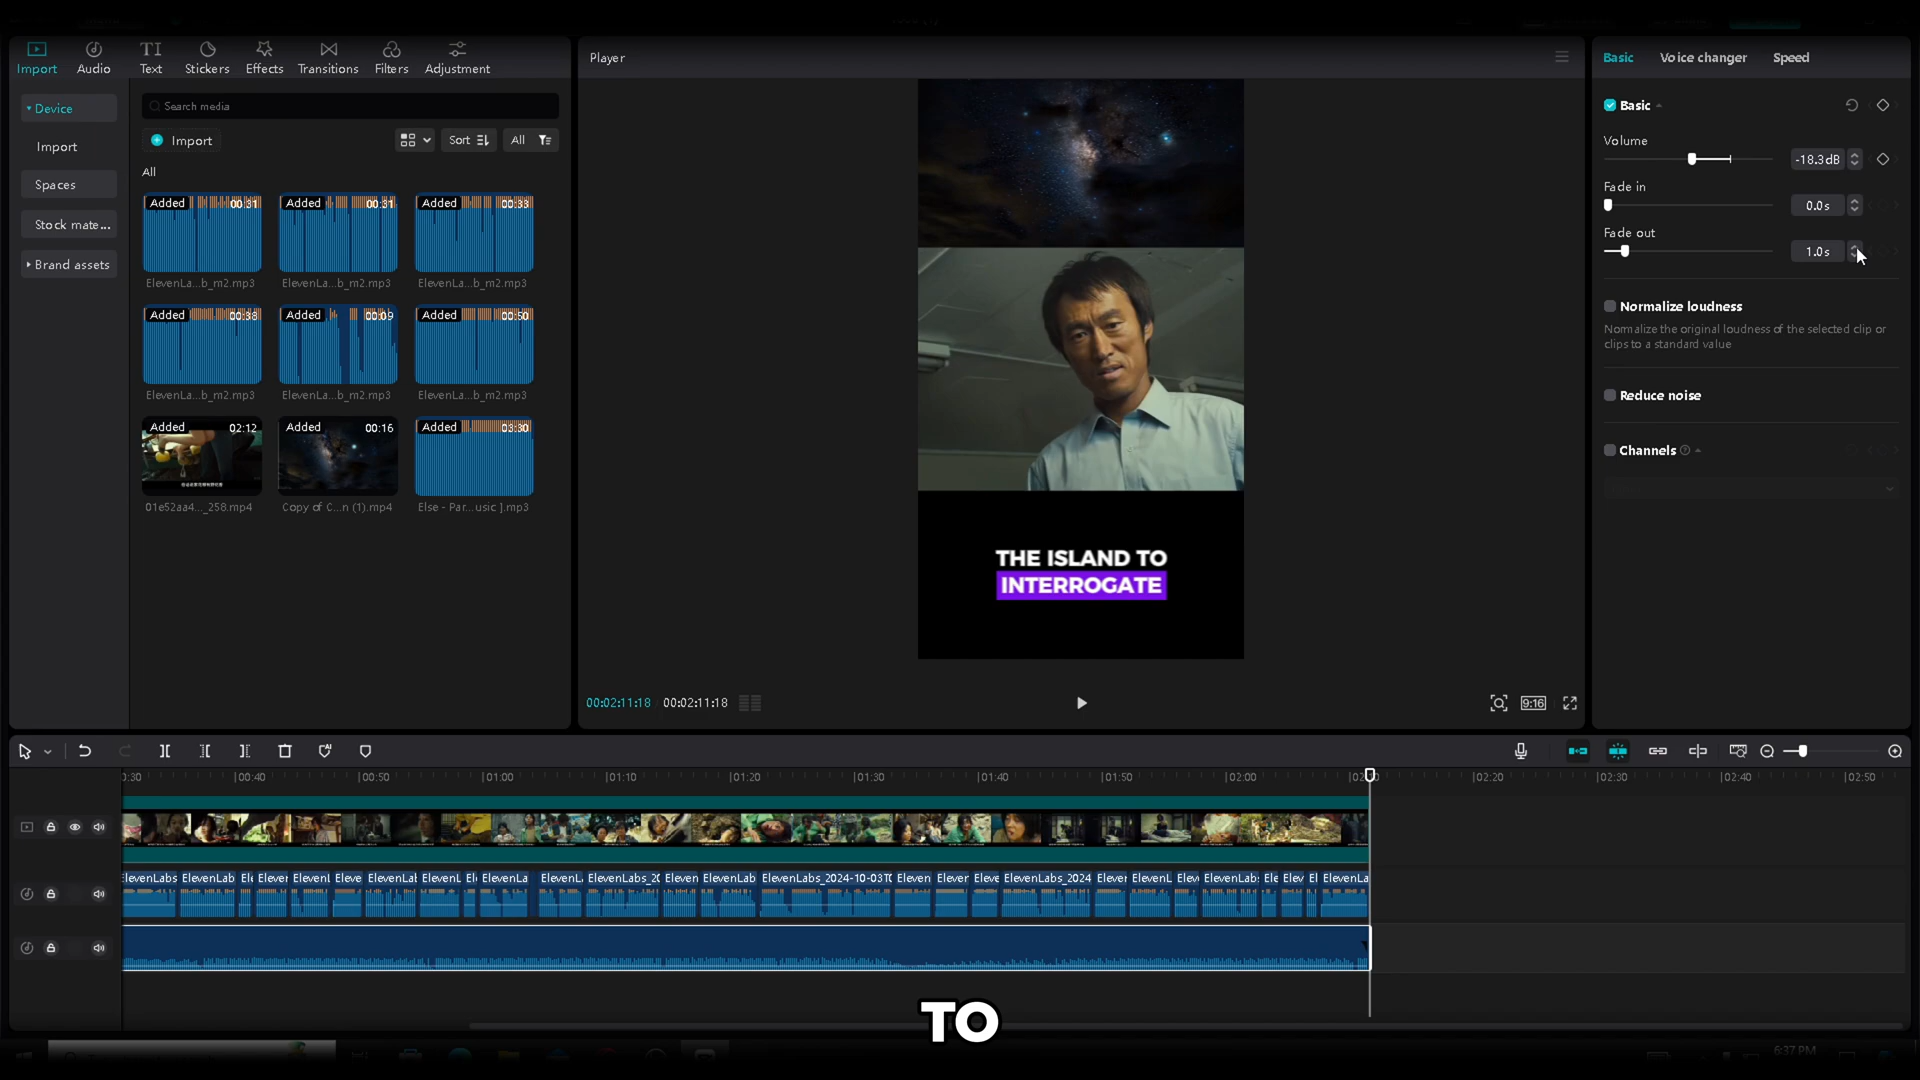 Import
Audio
Text
Stickers
Effects
Transitions
Filters
Adjustment
Device
Import
Spaces
Stock mate...
Brand assets
Search media
Import
Sort
All
All
Added 00:31
ElevenLa...b_m2.mp3
Added 00:31
ElevenLa...b_m2.mp3
Added 00:33
ElevenLa...b_m2.mp3
Added 00:38
ElevenLa...b_m2.mp3
Added 00:09
ElevenLa...b_m2.mp3
Added 00:50
ElevenLa...b_m2.mp3
Added 02:12
01e52aa4..._258.mp4
Added 00:16
Copy of C...n (1).mp4
Added 03:30
Else - Par...usic ].mp3
Player
THE ISLAND TO
INTERROGATE
00:02:11:18 00:02:11:18
9:16
Basic
Voice changer
Speed
Basic
Volume
-18.3dB
Fade in
0.0s
Fade out
1.0s
Normalize loudness
Normalize the original loudness of the selected clip or
clips to a standard value
Reduce noise
Channels
0:30 00:40 00:50 01:00 01:10 01:20 01:30 01:40 01:50 02:00 02:20 02:30 02:40 02:50
ElevenLabs ElevenLab Ele Elever ElevenL Eleve ElevenLab Elever ElevenL El ElevenLa ElevenL ElevenLabs_20 Eleven ElevenLab ElevenLabs_2024-10-03T0 Eleven Elever Eleve ElevenLabs_2024 Elever ElevenL Eleve ElevenLabs Ele Elev El ElevenLa
TO
6:37 PM